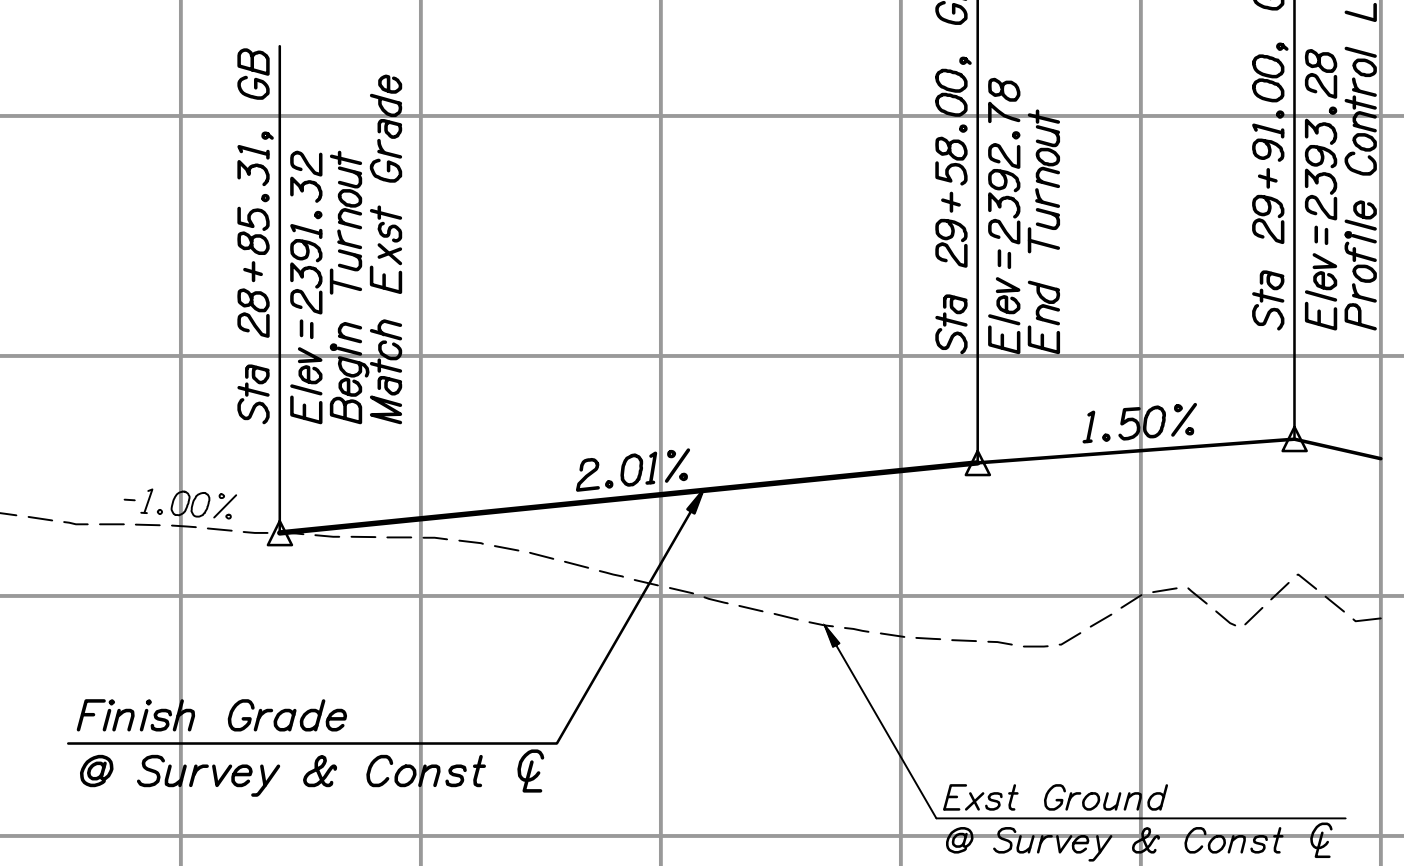 Sta 28+85.31, GB
Elev=2391.32
Begin Turnout
Match Exst Grade
Sta 29+58.00,
Elev=2392.78
End Turnout
Sta 29+91.00,
Elev=2393.28
Profile Control
-1.00%
2.01%
1.50%
Finish Grade
@ Survey & Const ℄
Exst Ground
@ Survey & Const ℄